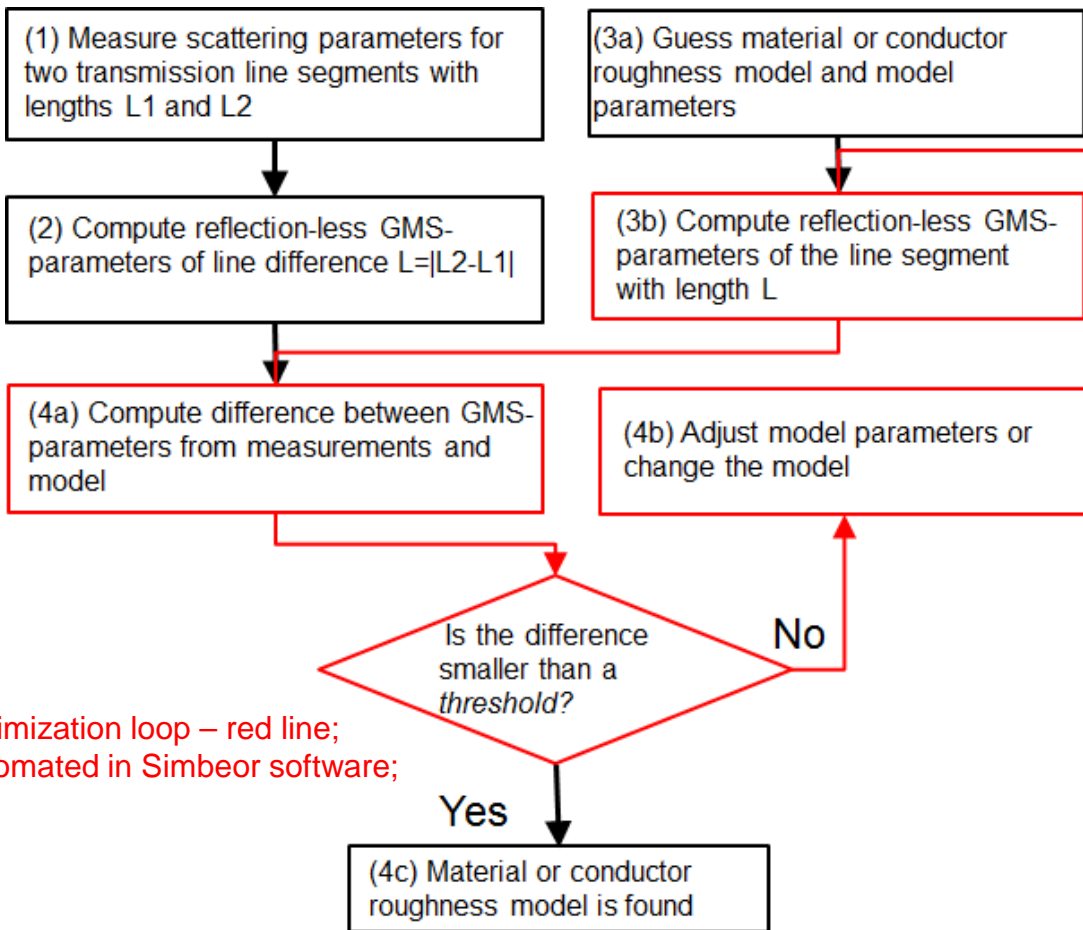 (1) Measure scattering parameters for
two transmission line segments with
lengths L1 and L2
(3a) Guess material or conductor
roughness model and model
parameters
(2) Compute reflection-less GMS-
parameters of line difference L=|L2-L1|
(3b) Compute reflection-less GMS-
parameters of the line segment
with length L
(4a) Compute difference between GMS-
parameters from measurements and
model
(4b) Adjust model parameters or
change the model
Is the difference
smaller than a
threshold?
No
imization loop – red line;
omated in Simbeor software;
Yes
(4c) Material or conductor
roughness model is found